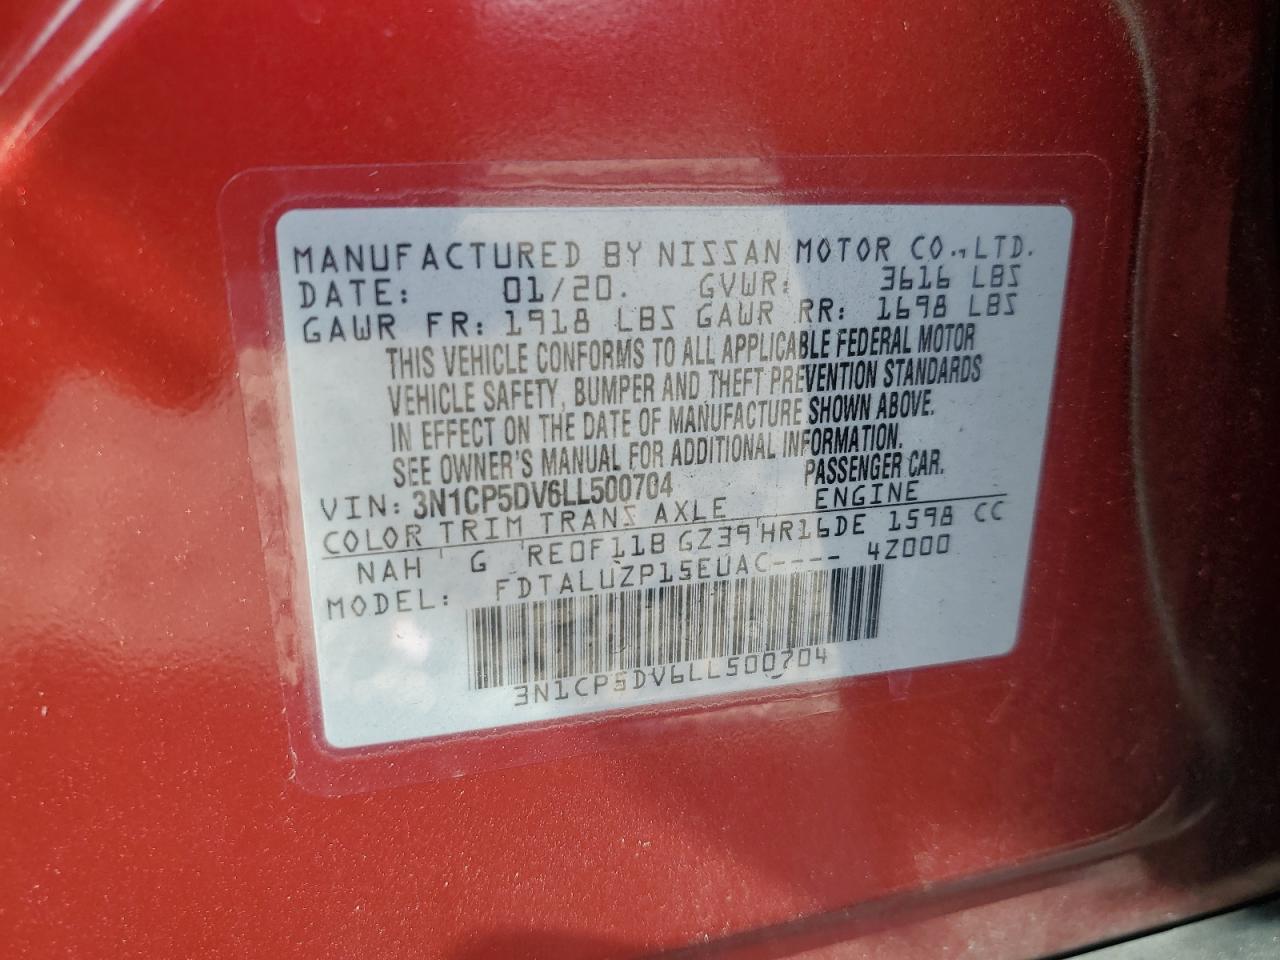 MANUFACTURED BY NISSAN MOTOR CO., LTD.
DATE: 01/20. GVWR: 3616 LBS
GAWR FR: 1918 LBS GAWR RR: 1698 LBS
THIS VEHICLE CONFORMS TO ALL APPLICABLE FEDERAL MOTOR
VEHICLE SAFETY, BUMPER AND THEFT PREVENTION STANDARDS
IN EFFECT ON THE DATE OF MANUFACTURE SHOWN ABOVE.
SEE OWNER'S MANUAL FOR ADDITIONAL INFORMATION.
VIN: 3N1CP5DV6LL500704 PASSENGER CAR.
COLOR TRIM TRANS AXLE ENGINE
NAH G RE0F11B GZ39 HR16DE 1598 CC
MODEL: FDTALUZP15EUAC---- 4Z000
3N1CP5DV6LL500704